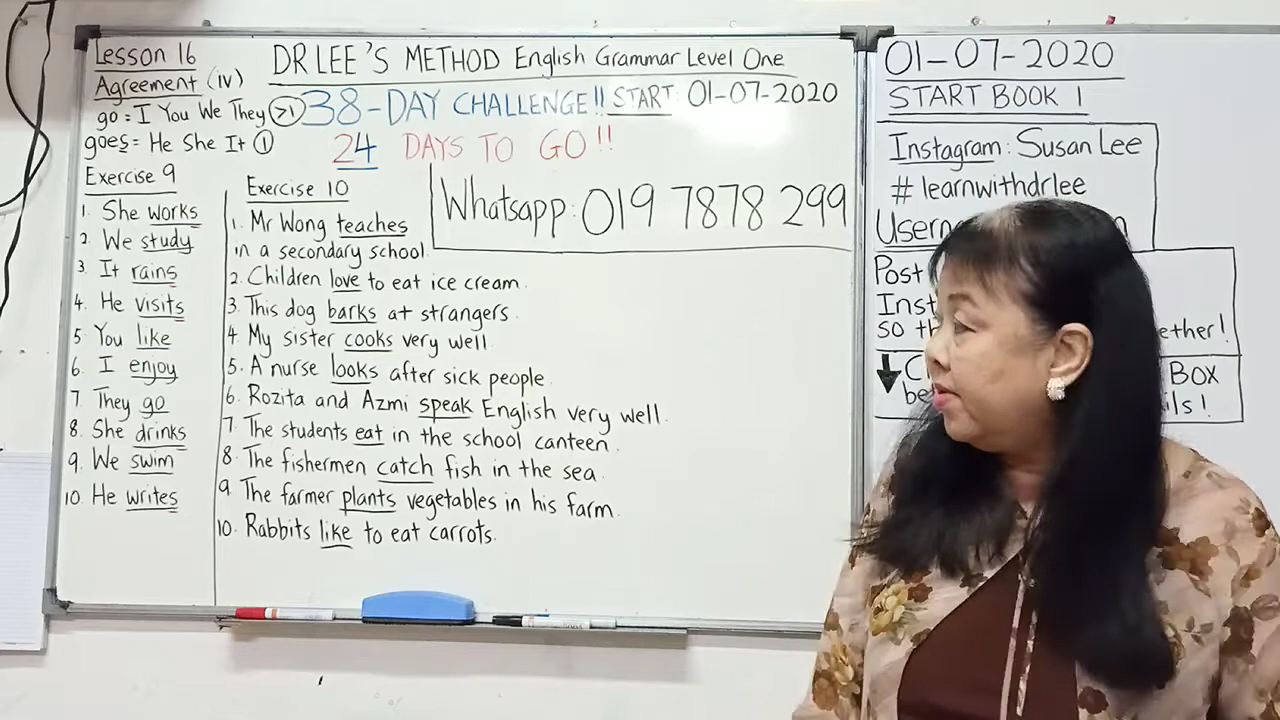 Lesson 16
Agreement (iv)
go = I You We They >1
goes = He She It 1
DR LEE'S METHOD English Grammar Level One
38-DAY CHALLENGE!! START: 01-07-2020
24 DAYS TO GO!!
Whatsapp: 019 7878 299
Exercise 9
1. She works
2. We study
3. It rains
4. He visits
5. You like
6. I enjoy
7. They go
8. She drinks
9. We swim
10. He writes
Exercise 10
1. Mr Wong teaches
in a secondary school.
2. Children love to eat ice cream.
3. This dog barks at strangers.
4. My sister cooks very well.
5. A nurse looks after sick people.
6. Rozita and Azmi speak English very well.
7. The students eat in the school canteen.
8. The fishermen catch fish in the sea.
9. The farmer plants vegetables in his farm.
10. Rabbits like to eat carrots.
01-07-2020
START BOOK 1
Instagram: Susan Lee
# learnwithdrlee
Post
so
BOX